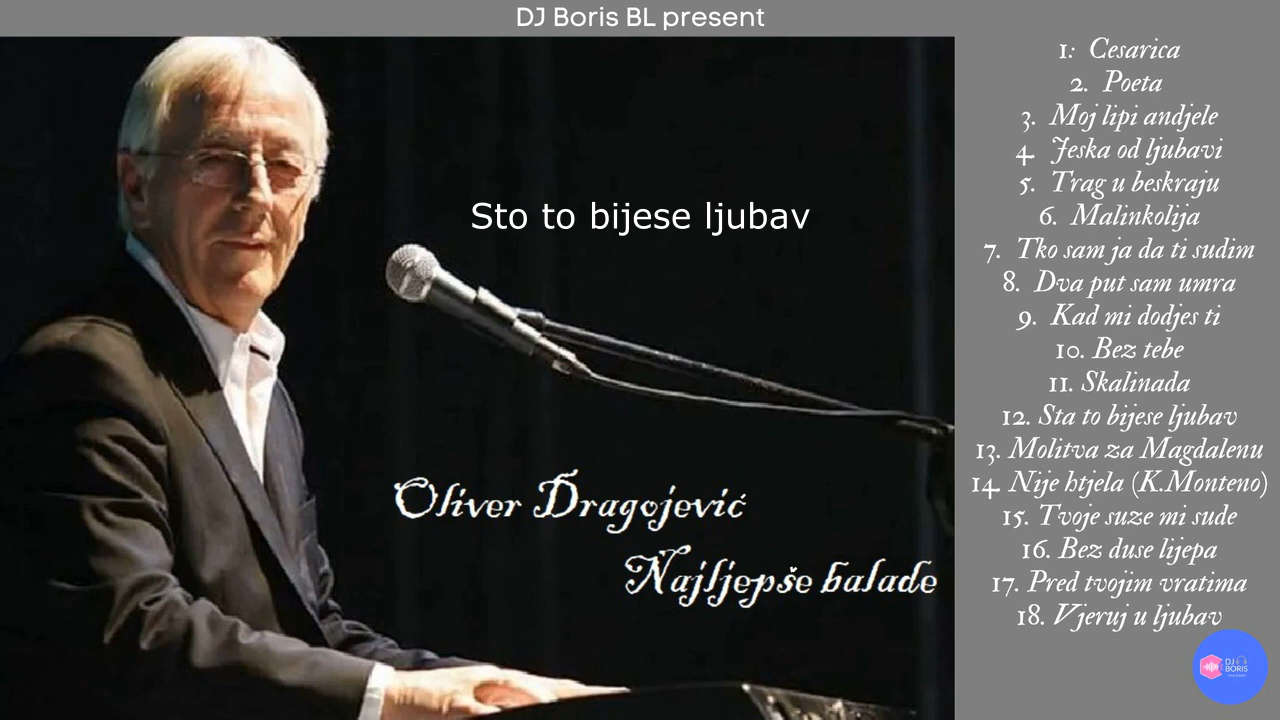 DJ Boris BL present
Sto to bijese ljubav
Oliver Dragojević
Najljepše balade
1: Cesarica
2. Poeta
3. Moj lipi andjele
4. Jeska od ljubavi
5. Trag u beskraju
6. Malinkolija
7. Tko sam ja da ti sudim
8. Dva put sam umra
9. Kad mi dodjes ti
10. Bez tebe
11. Skalinada
12. Sta to bijese ljubav
13. Molitva za Magdalenu
14. Nije htjela (K.Monteno)
15. Tvoje suze mi sude
16. Bez duse lijepa
17. Pred tvojim vratima
18. Vjeruj u ljubav
DJ
BORIS